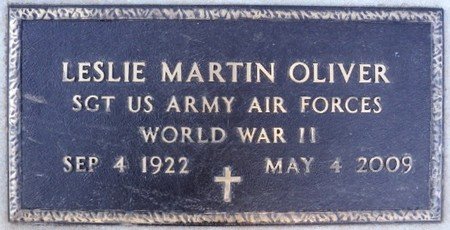 LESLIE MARTIN OLIVER
SGT US ARMY AIR FORCES
WORLD WAR II
SEP 4 1922 MAY 4 2009